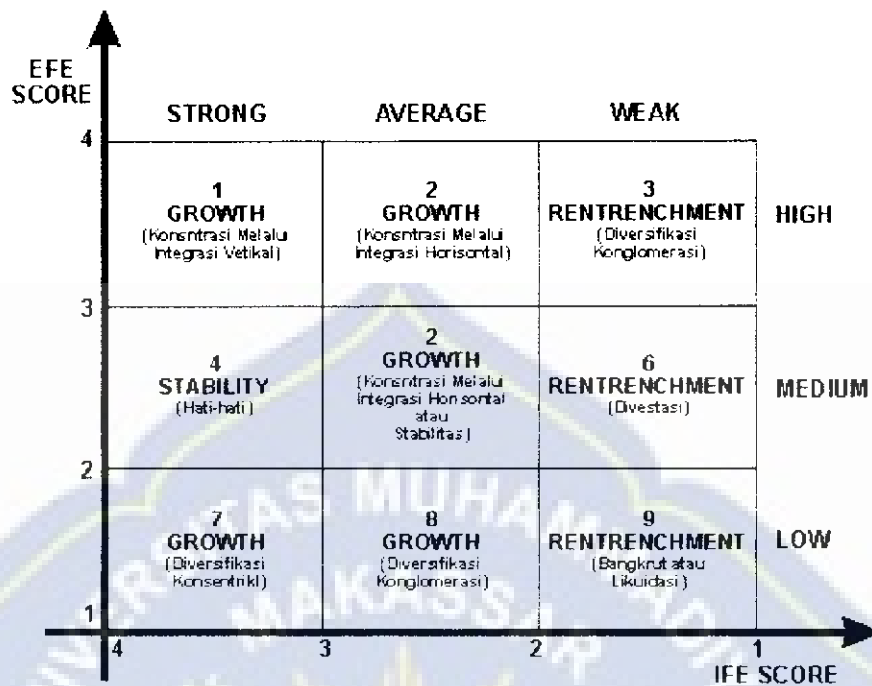 EFE
SCORE
STRONG AVERAGE WEAK
4
1
GROWTH
(Konsntrasi Melalui
Integrasi Vetikal)
2
GROWTH
(Konsntrasi Melalui
Integrasi Horisontal)
3
RENTRENCHMENT
(Diversifikasi
Konglomerasi)
HIGH
3
4
STABILITY
(Hati-hati)
2
GROWTH
(Konsntrasi Melalui
Integrasi Horisontal
atau
Stabilitas)
6
RENTRENCHMENT
(Divestasi)
MEDIUM
2
7
GROWTH
(Diversifikasi
Konsentrikl)
8
GROWTH
(Diversifikasi
Konglomerasi)
9
RENTRENCHMENT
(Bangkrut atau
Likuidasi)
LOW
1
4 3 2 1
IFE SCORE
MAKASSAR